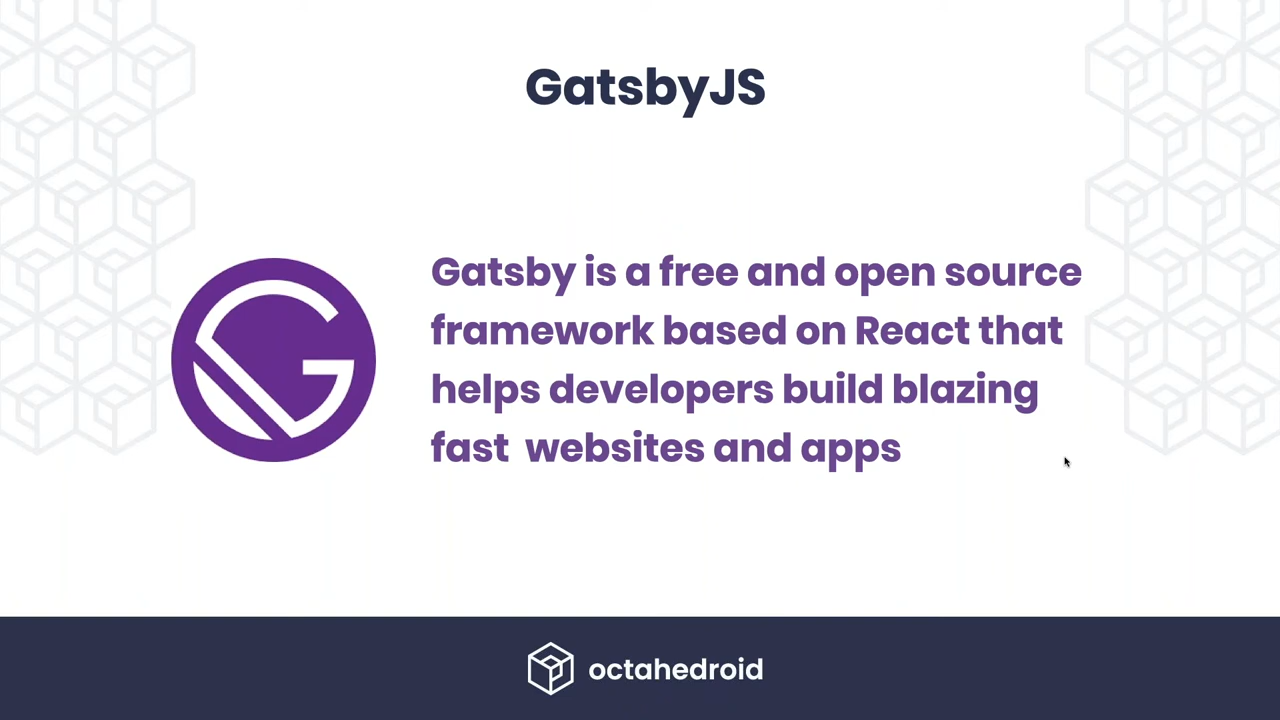 GatsbyJS
Gatsby is a free and open source
framework based on React that
helps developers build blazing
fast  websites and apps
octahedroid